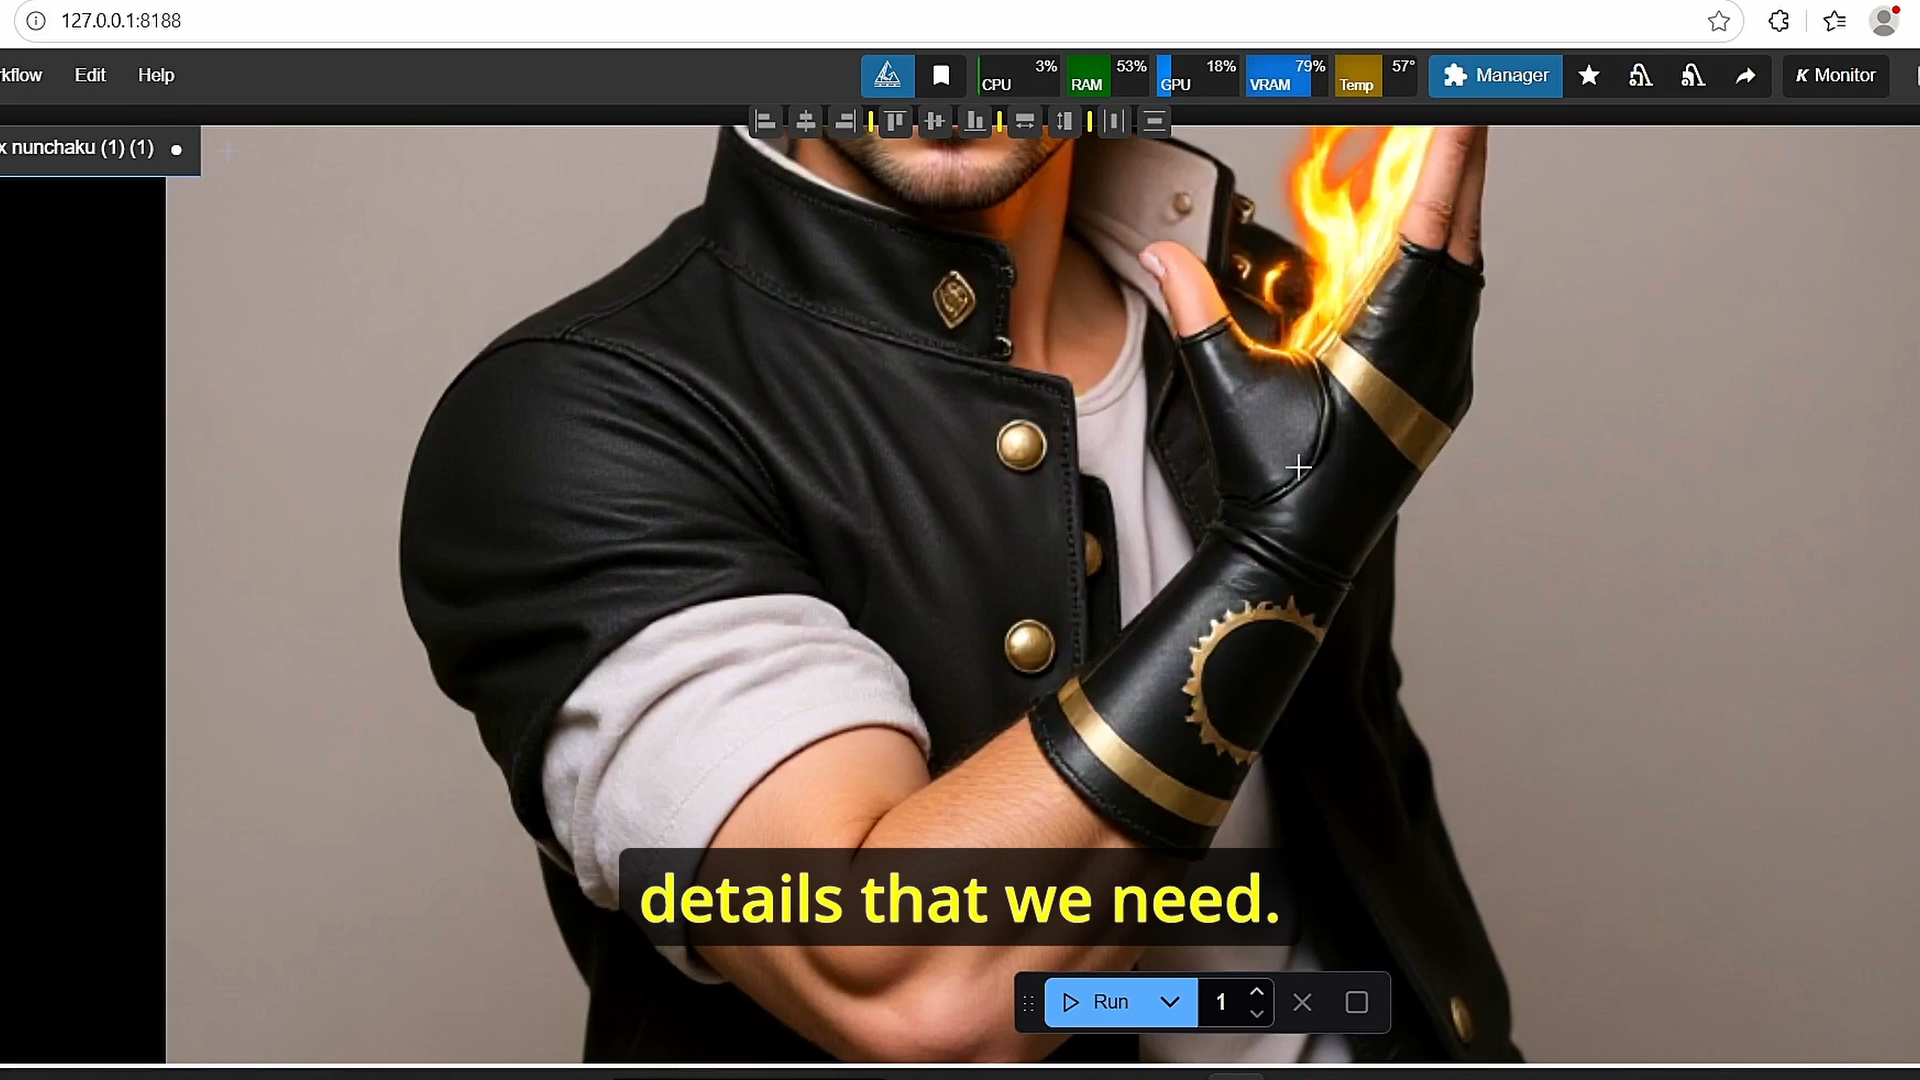 127.0.0.1:8188
kflow Edit Help
CPU 3% RAM 53% GPU 18% VRAM 79% Temp 57° Manager K Monitor
x nunchaku (1) (1)
details that we need.
Run 1